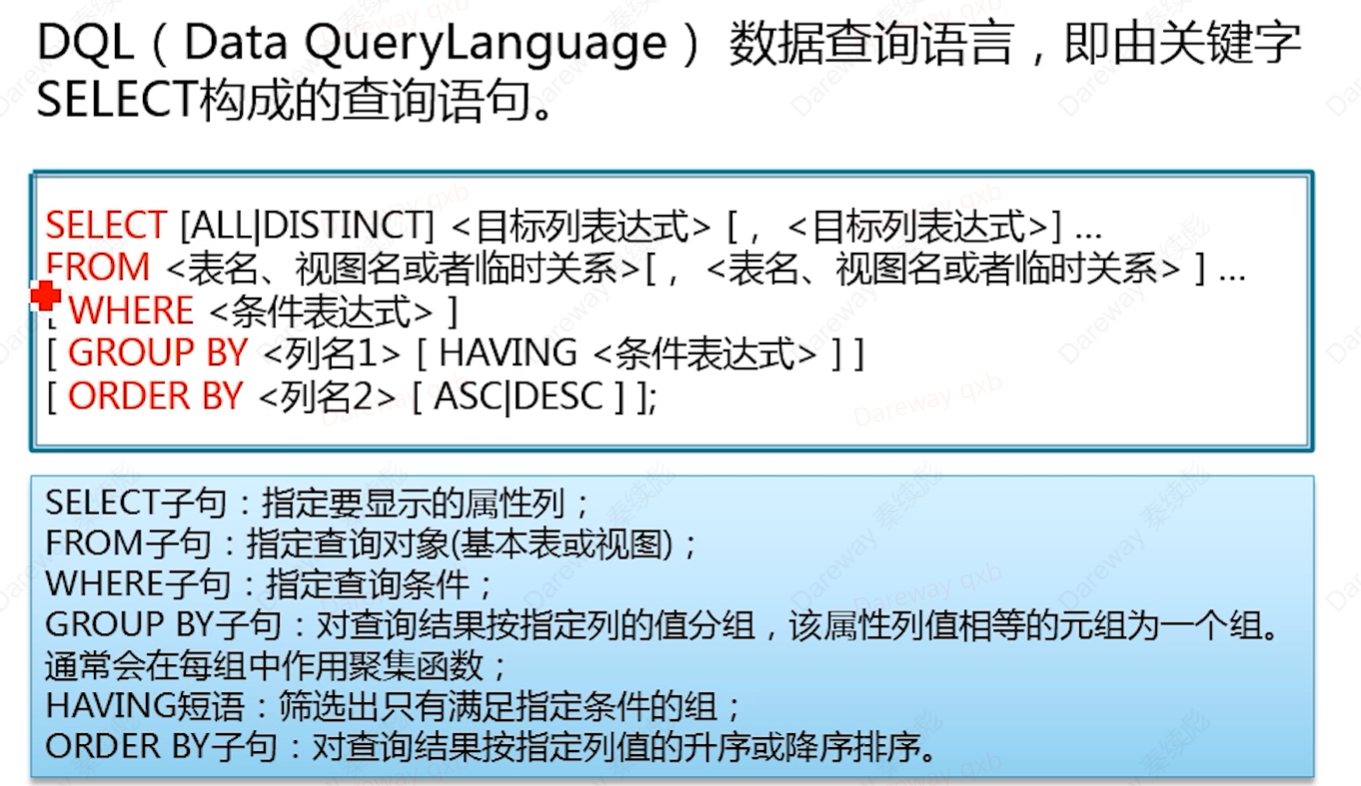 DQL（Data QueryLanguage） 数据查询语言，即由关键字
SELECT构成的查询语句。
SELECT [ALL|DISTINCT] <目标列表达式> [， <目标列表达式>] …
FROM <表名、视图名或者临时关系>[， <表名、视图名或者临时关系> ] …
[ WHERE <条件表达式> ]
[ GROUP BY <列名1> [ HAVING <条件表达式> ] ]
[ ORDER BY <列名2> [ ASC|DESC ] ];
SELECT子句：指定要显示的属性列；
FROM子句：指定查询对象(基本表或视图)；
WHERE子句：指定查询条件；
GROUP BY子句：对查询结果按指定列的值分组，该属性列值相等的元组为一个组。
通常会在每组中作用聚集函数；
HAVING短语：筛选出只有满足指定条件的组；
ORDER BY子句：对查询结果按指定列值的升序或降序排序。
Dareway qxb
Dareway 秦续彪